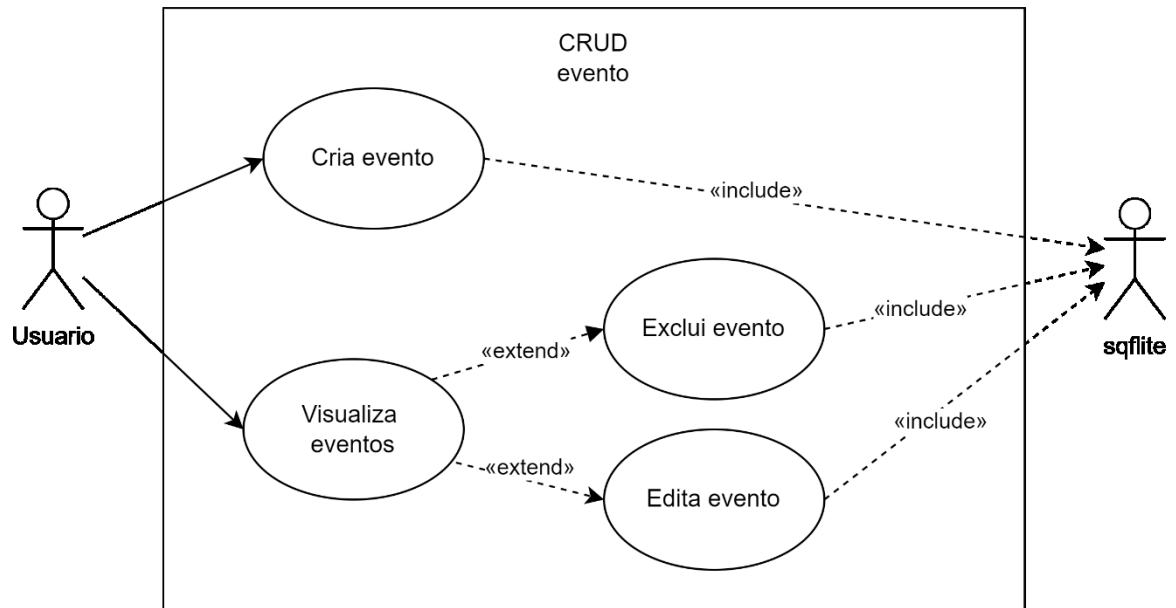 CRUD
evento
Cria evento
«include»
Usuario
sqflite
Exclui evento
«include»
«extend»
Visualiza
eventos
«include»
«extend»
Edita evento